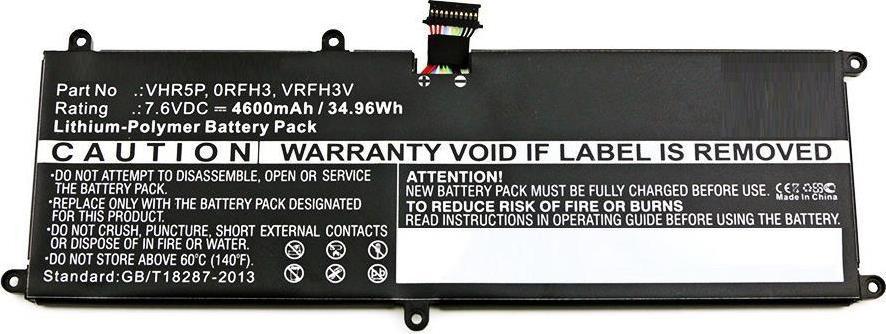 Part No .:VHR5P, 0RFH3, VRFH3V
Rating .:7.6VDC ⎓ 4600mAh / 34.96Wh
Lithium-Polymer Battery Pack
CAUTION WARRANTY VOID IF LABEL IS REMOVED
•DO NOT ATTEMPT TO DISASSEMBLE, OPEN OR SERVICE
THE BATTERY PACK.
•REPLACE ONLY WITH THE BATTERY PACK DESIGNATED
FOR THIS PRODUCT.
•DO NOT CRUSH, PUNCTURE, SHORT EXTERNAL CONTACTS
OR DISPOSE OF IN FIRE OR WATER.
•DO NOT STORE ABOVE 60℃ (140℉)
Standard:GB/T18287-2013
ATTENTION!
NEW BATTERY PACK MUST BE FULLY CHARGED BEFORE USE.
TO REDUCE RISK OF FIRE OR BURNS
READ INSTRUCTIONS IN OPERATING GUIDE BEFORE USING THE BATTERY.
CE
Made In China
+ -